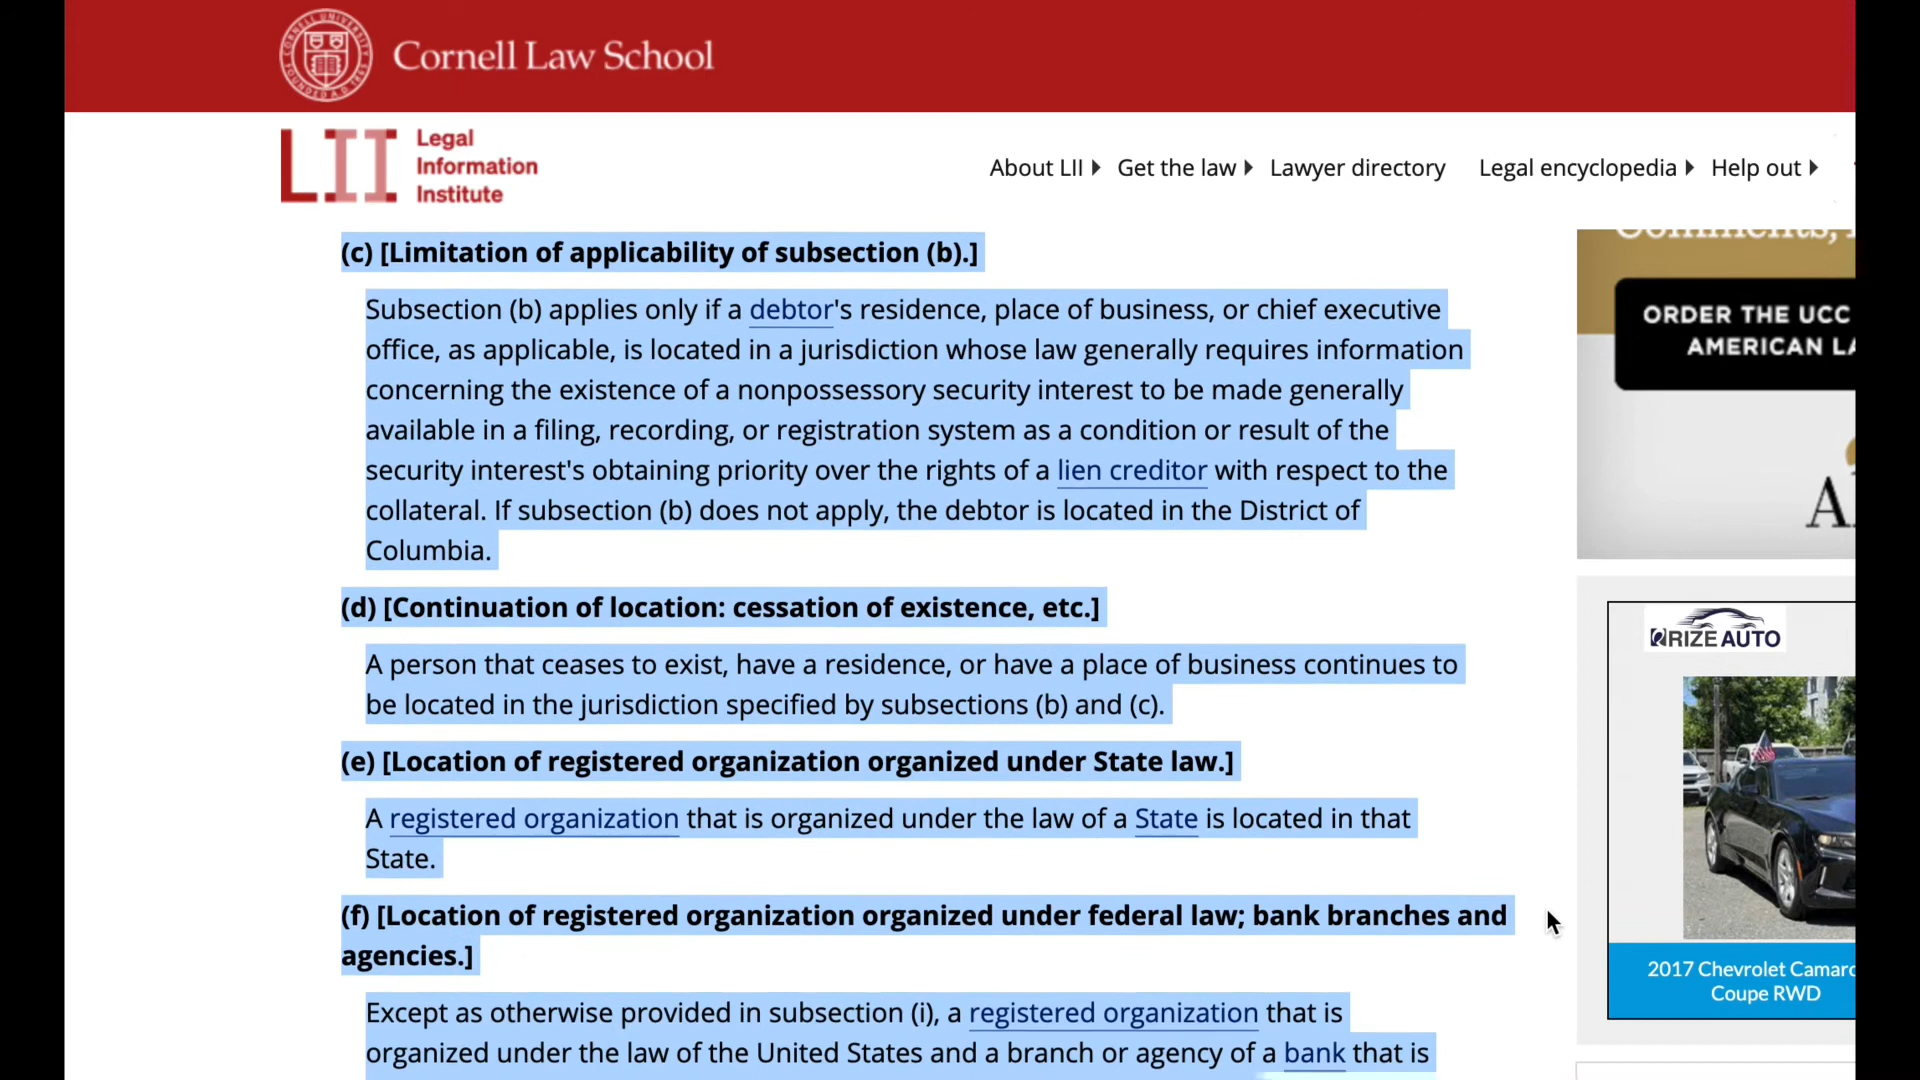 Cornell Law School
LII
Legal
Information
Institute
About LII
Get the law
Lawyer directory
Legal encyclopedia
Help out
(c) [Limitation of applicability of subsection (b).]
Subsection (b) applies only if a debtor's residence, place of business, or chief executive
office, as applicable, is located in a jurisdiction whose law generally requires information
concerning the existence of a nonpossessory security interest to be made generally
available in a filing, recording, or registration system as a condition or result of the
security interest's obtaining priority over the rights of a lien creditor with respect to the
collateral. If subsection (b) does not apply, the debtor is located in the District of
Columbia.
(d) [Continuation of location: cessation of existence, etc.]
A person that ceases to exist, have a residence, or have a place of business continues to
be located in the jurisdiction specified by subsections (b) and (c).
(e) [Location of registered organization organized under State law.]
A registered organization that is organized under the law of a State is located in that
State.
(f) [Location of registered organization organized under federal law; bank branches and
agencies.]
Except as otherwise provided in subsection (i), a registered organization that is
organized under the law of the United States and a branch or agency of a bank that is
ORDER THE UCC
AMERICAN
RIZE AUTO
2017 Chevrolet
Coupe RWD